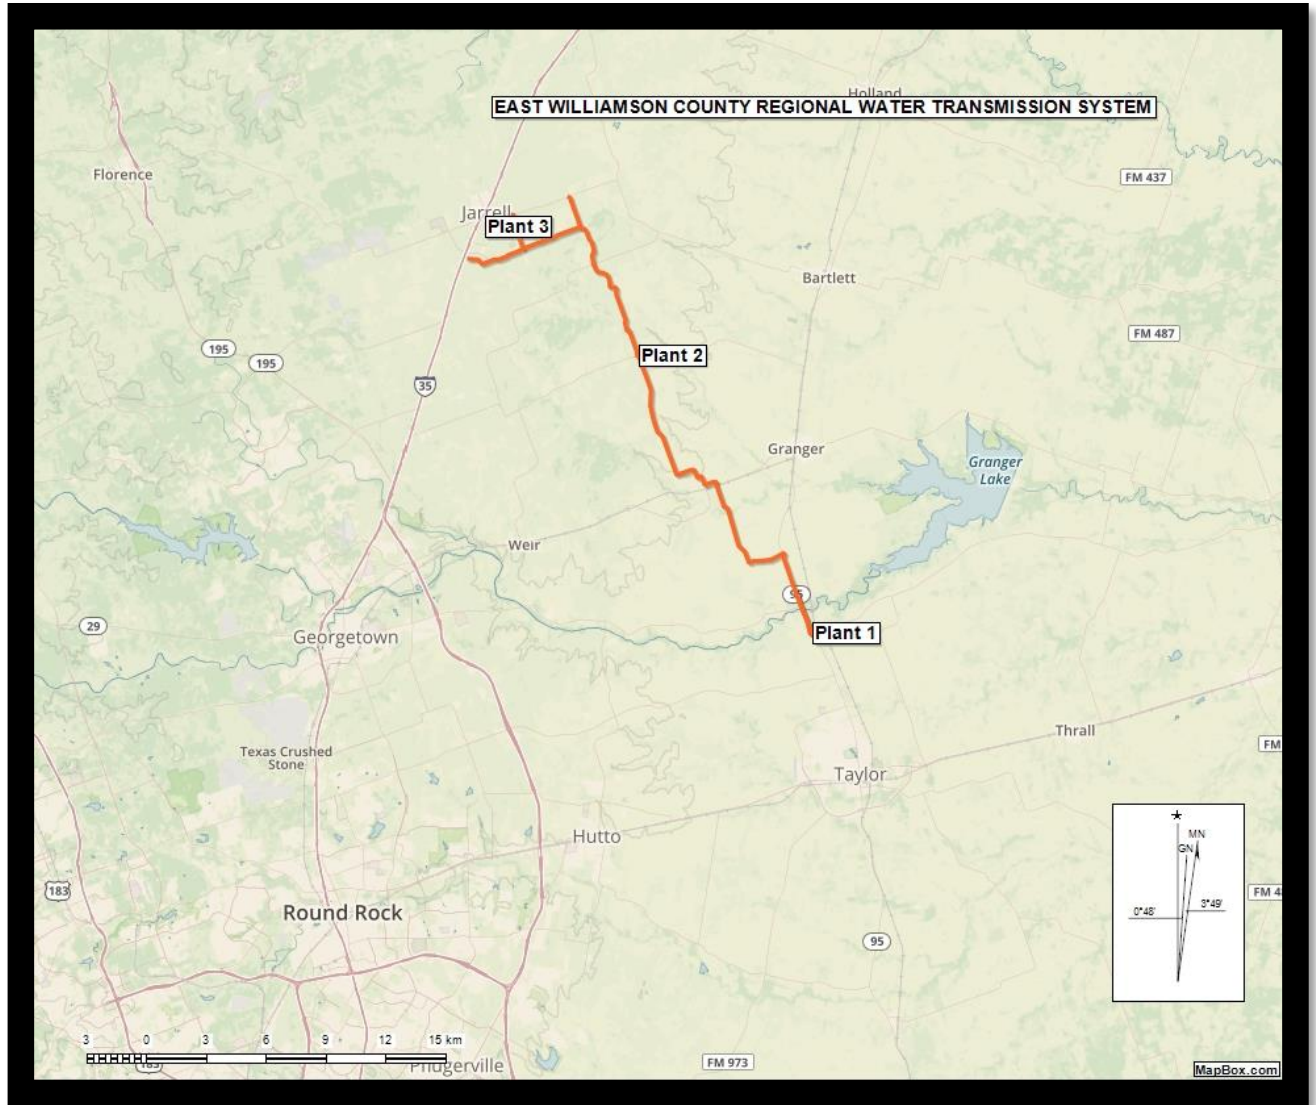 Holland
EAST WILLIAMSON COUNTY REGIONAL WATER TRANSMISSION SYSTEM
Florence
FM 437
Jarrell
Plant 3
Bartlett
FM 487
195
195
Plant 2
35
Granger
Granger
Lake
Weir
95
29
Georgetown
Plant 1
Texas Crushed
Stone
Thrall
FM
Taylor
Hutto
MN
GN
0°48'
3°49'
183
FM 4
Round Rock
95
3 0 3 6 9 12 15 km
183
Pflugerville
FM 973
MapBox.com